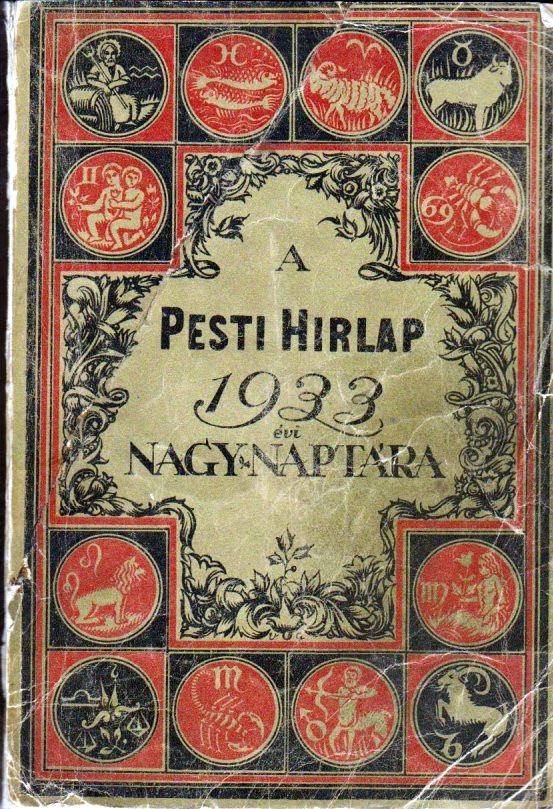 A
PESTI HIRLAP
1933
évi
NAGY NAPTÁRA